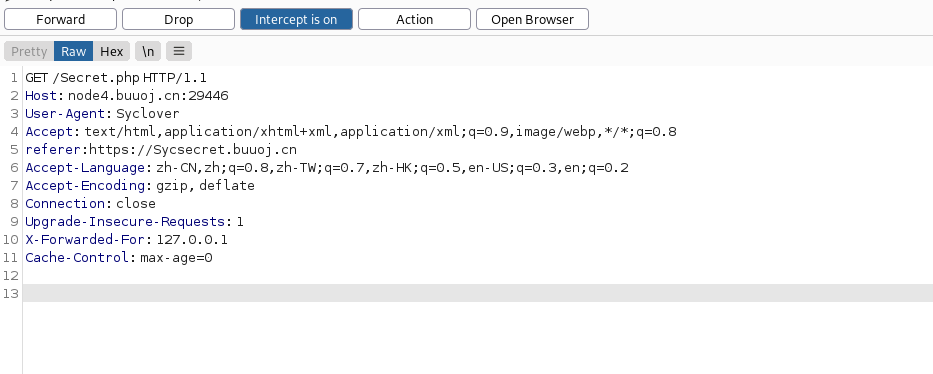 Forward Drop Intercept is on Action Open Browser
Pretty Raw Hex \n ≡
1 GET /Secret.php HTTP/1.1
2 Host: node4.buuoj.cn:29446
3 User-Agent: Syclover
4 Accept: text/html,application/xhtml+xml,application/xml;q=0.9,image/webp,*/*;q=0.8
5 referer:https://Sycsecret.buuoj.cn
6 Accept-Language: zh-CN,zh;q=0.8,zh-TW;q=0.7,zh-HK;q=0.5,en-US;q=0.3,en;q=0.2
7 Accept-Encoding: gzip, deflate
8 Connection: close
9 Upgrade-Insecure-Requests: 1
10 X-Forwarded-For: 127.0.0.1
11 Cache-Control: max-age=0
12
13